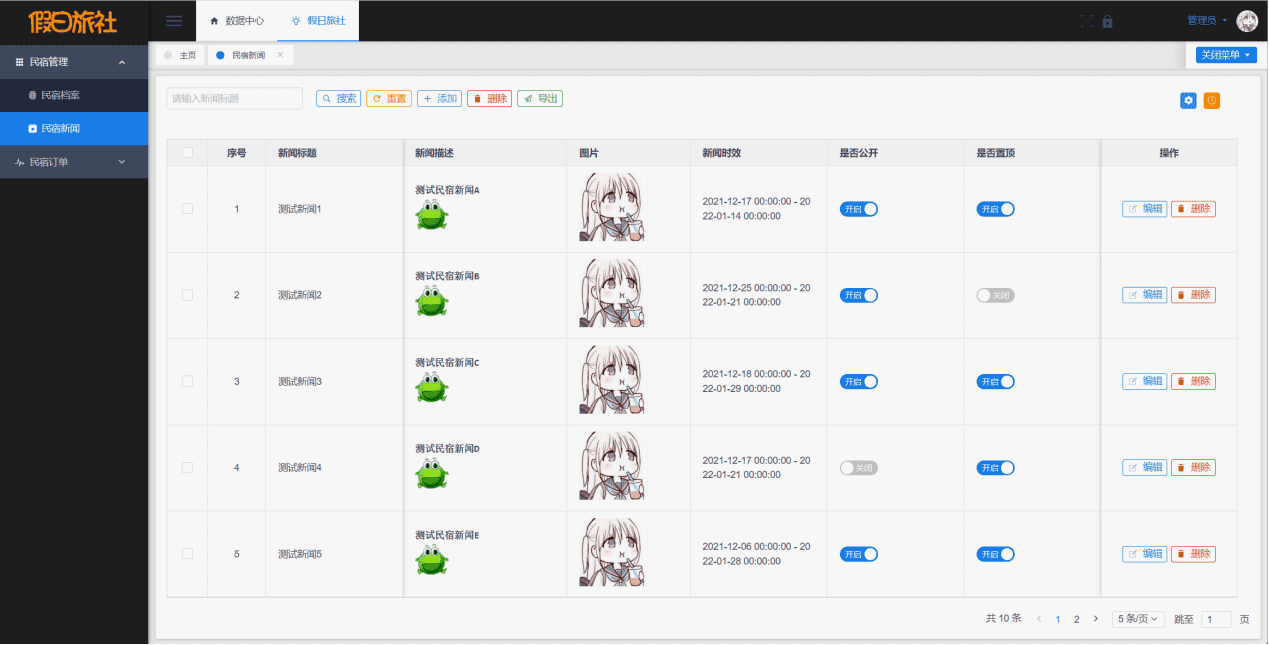 假日旅社
数据中心
假日旅社
管理员
主页
民宿新闻
关闭菜单
民宿管理
民宿档案
民宿新闻
民宿订单
请输入新闻标题
搜索
重置
添加
删除
导出
序号 新闻标题 新闻描述 图片 新闻时效 是否公开 是否置顶 操作
测试民宿新闻A
1 测试新闻1 2021-12-17 00:00:00 - 20 开启 开启 编辑 删除
22-01-14 00:00:00
测试民宿新闻B
2 测试新闻2 2021-12-25 00:00:00 - 20 开启 关闭 编辑 删除
22-01-21 00:00:00
测试民宿新闻C
3 测试新闻3 2021-12-18 00:00:00 - 20 开启 开启 编辑 删除
22-01-29 00:00:00
测试民宿新闻D
4 测试新闻4 2021-12-17 00:00:00 - 20 关闭 开启 编辑 删除
22-01-21 00:00:00
测试民宿新闻E
5 测试新闻5 2021-12-06 00:00:00 - 20 开启 开启 编辑 删除
22-01-28 00:00:00
共 10 条 1 2 5 条/页 跳至 1 页